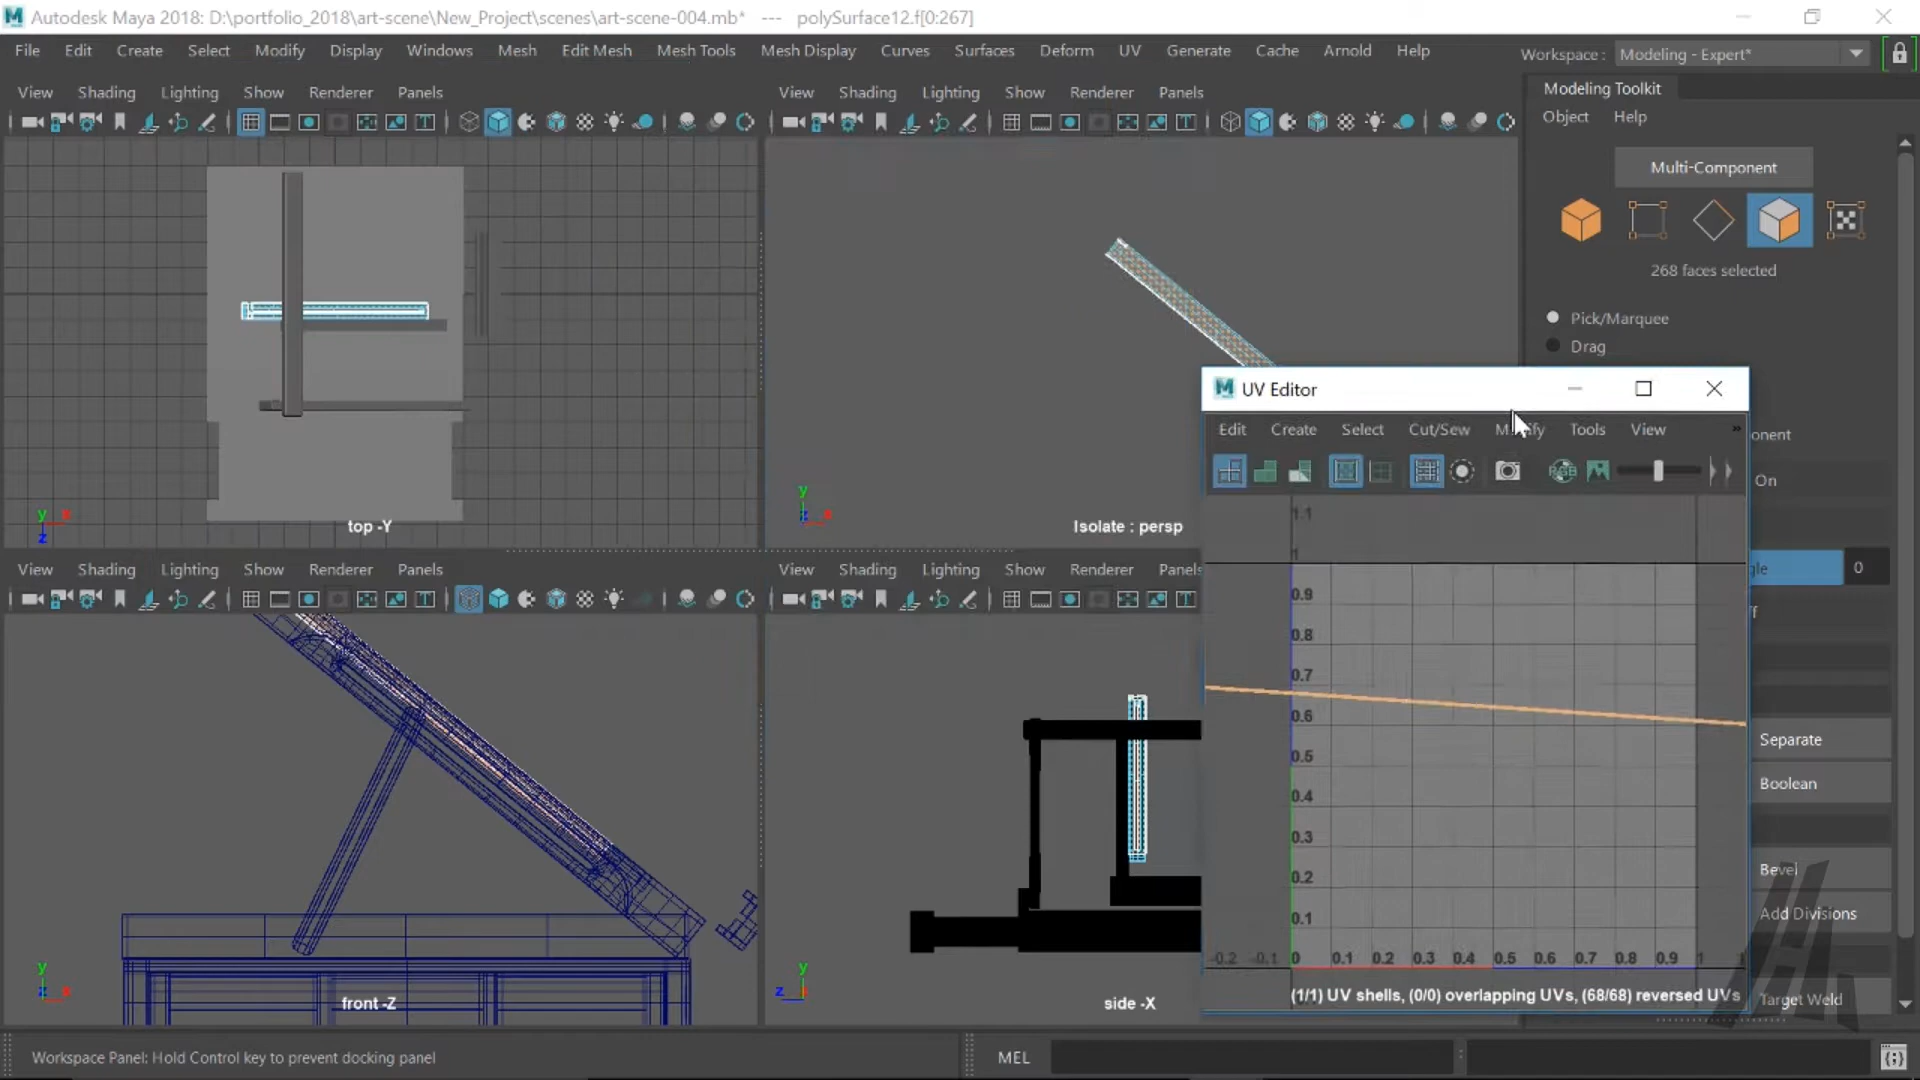 Autodesk Maya 2018: D:\portfolio_2018\art-scene\New_Project\scenes\art-scene-004.mb* --- polySurface12.f[0:267]
File Edit Create Select Modify Display Windows Mesh Edit Mesh Mesh Tools Mesh Display Curves Surfaces Deform UV Generate Cache Arnold Help
Workspace : Modeling - Expert*
View Shading Lighting Show Renderer Panels
View Shading Lighting Show Renderer Panels
Modeling Toolkit
Object Help
Multi-Component
268 faces selected
Pick/Marquee
Drag
UV Editor
Edit Create Select Cut/Sew Tools View
onent
On
RGB
top -Y
Isolate : persp
gle 0
View Shading Lighting Show Renderer Panels
View Shading Lighting Show Renderer Panels
1.1
1
0.9
0.8
0.7
0.6
0.5
0.4
0.3
0.2
0.1
-0.2 -0.1 0 0.1 0.2 0.3 0.4 0.5 0.6 0.7 0.8 0.9 1
Separate
Boolean
Bevel
Add Divisions
Target Weld
(1/1) UV shells, (0/0) overlapping UVs, (68/68) reversed UVs
y
z
y
z
y
z
y
z
front -Z
side -X
Workspace Panel: Hold Control key to prevent docking panel
MEL